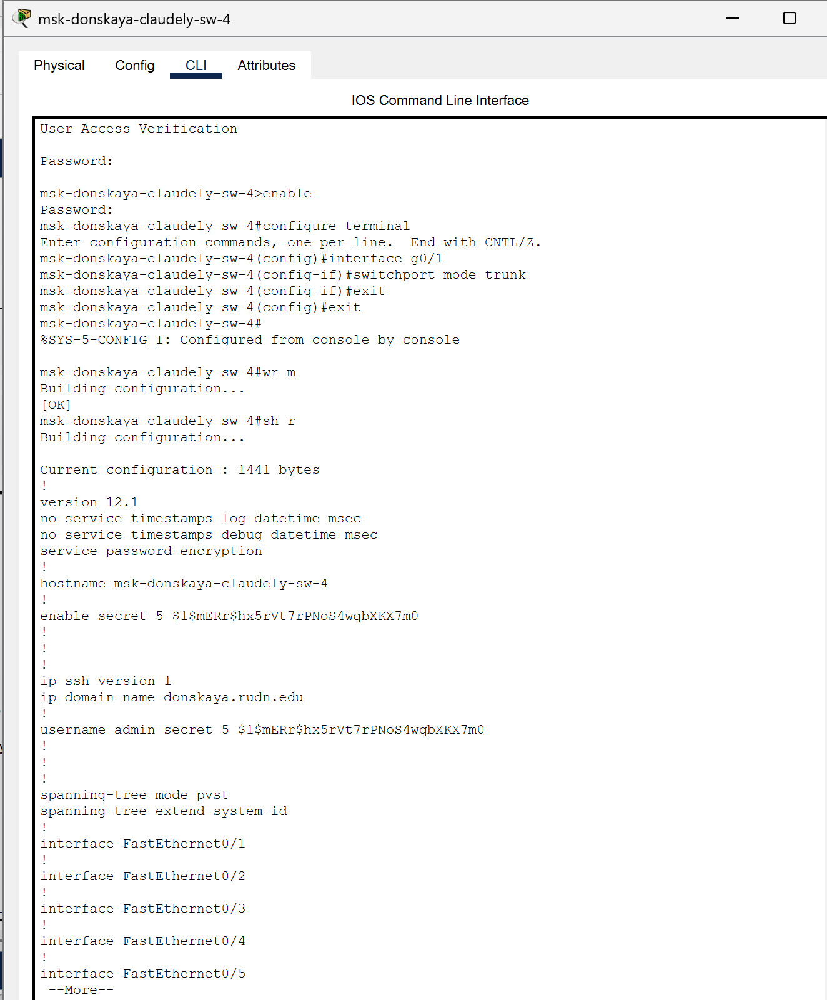 msk-donskaya-claudely-sw-4
Physical Config CLI Attributes
IOS Command Line Interface
User Access Verification
Password:
msk-donskaya-claudely-sw-4>enable
Password:
msk-donskaya-claudely-sw-4#configure terminal
Enter configuration commands, one per line.  End with CNTL/Z.
msk-donskaya-claudely-sw-4(config)#interface g0/1
msk-donskaya-claudely-sw-4(config-if)#switchport mode trunk
msk-donskaya-claudely-sw-4(config-if)#exit
msk-donskaya-claudely-sw-4(config)#exit
msk-donskaya-claudely-sw-4#
%SYS-5-CONFIG_I: Configured from console by console
msk-donskaya-claudely-sw-4#wr m
Building configuration...
[OK]
msk-donskaya-claudely-sw-4#sh r
Building configuration...
Current configuration : 1441 bytes
!
version 12.1
no service timestamps log datetime msec
no service timestamps debug datetime msec
service password-encryption
!
hostname msk-donskaya-claudely-sw-4
!
enable secret 5 $1$mERr$hx5rVt7rPNoS4wqbXKX7m0
!
!
!
ip ssh version 1
ip domain-name donskaya.rudn.edu
!
username admin secret 5 $1$mERr$hx5rVt7rPNoS4wqbXKX7m0
!
!
!
spanning-tree mode pvst
spanning-tree extend system-id
!
interface FastEthernet0/1
!
interface FastEthernet0/2
!
interface FastEthernet0/3
!
interface FastEthernet0/4
!
interface FastEthernet0/5
--More--